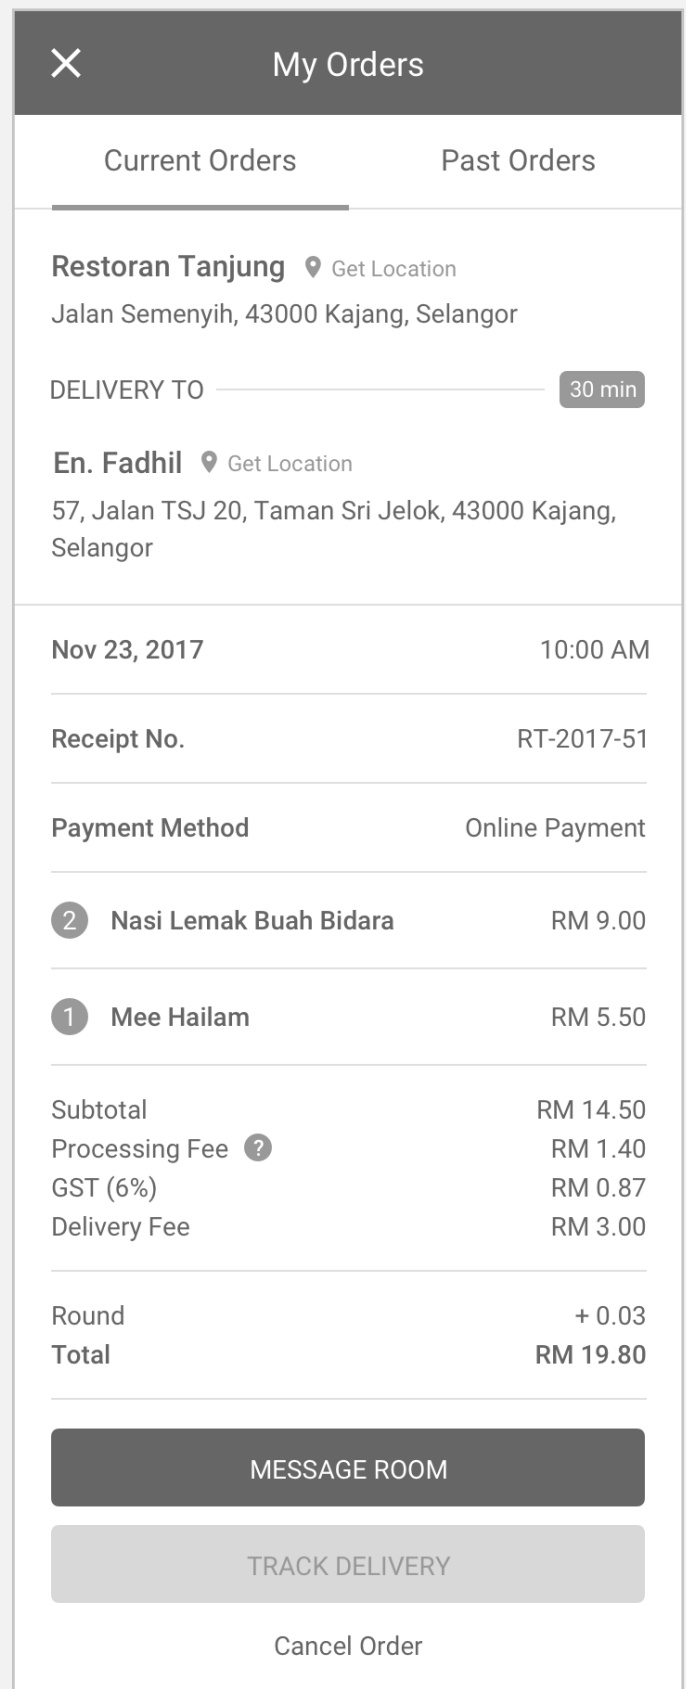 My Orders
Current Orders Past Orders
Restoran Tanjung Get Location
Jalan Semenyih, 43000 Kajang, Selangor
DELIVERY TO 30 min
En. Fadhil Get Location
57, Jalan TSJ 20, Taman Sri Jelok, 43000 Kajang,
Selangor
Nov 23, 2017 10:00 AM
Receipt No. RT-2017-51
Payment Method Online Payment
2 Nasi Lemak Buah Bidara RM 9.00
1 Mee Hailam RM 5.50
Subtotal RM 14.50
Processing Fee ? RM 1.40
GST (6%) RM 0.87
Delivery Fee RM 3.00
Round + 0.03
Total RM 19.80
MESSAGE ROOM
TRACK DELIVERY
Cancel Order